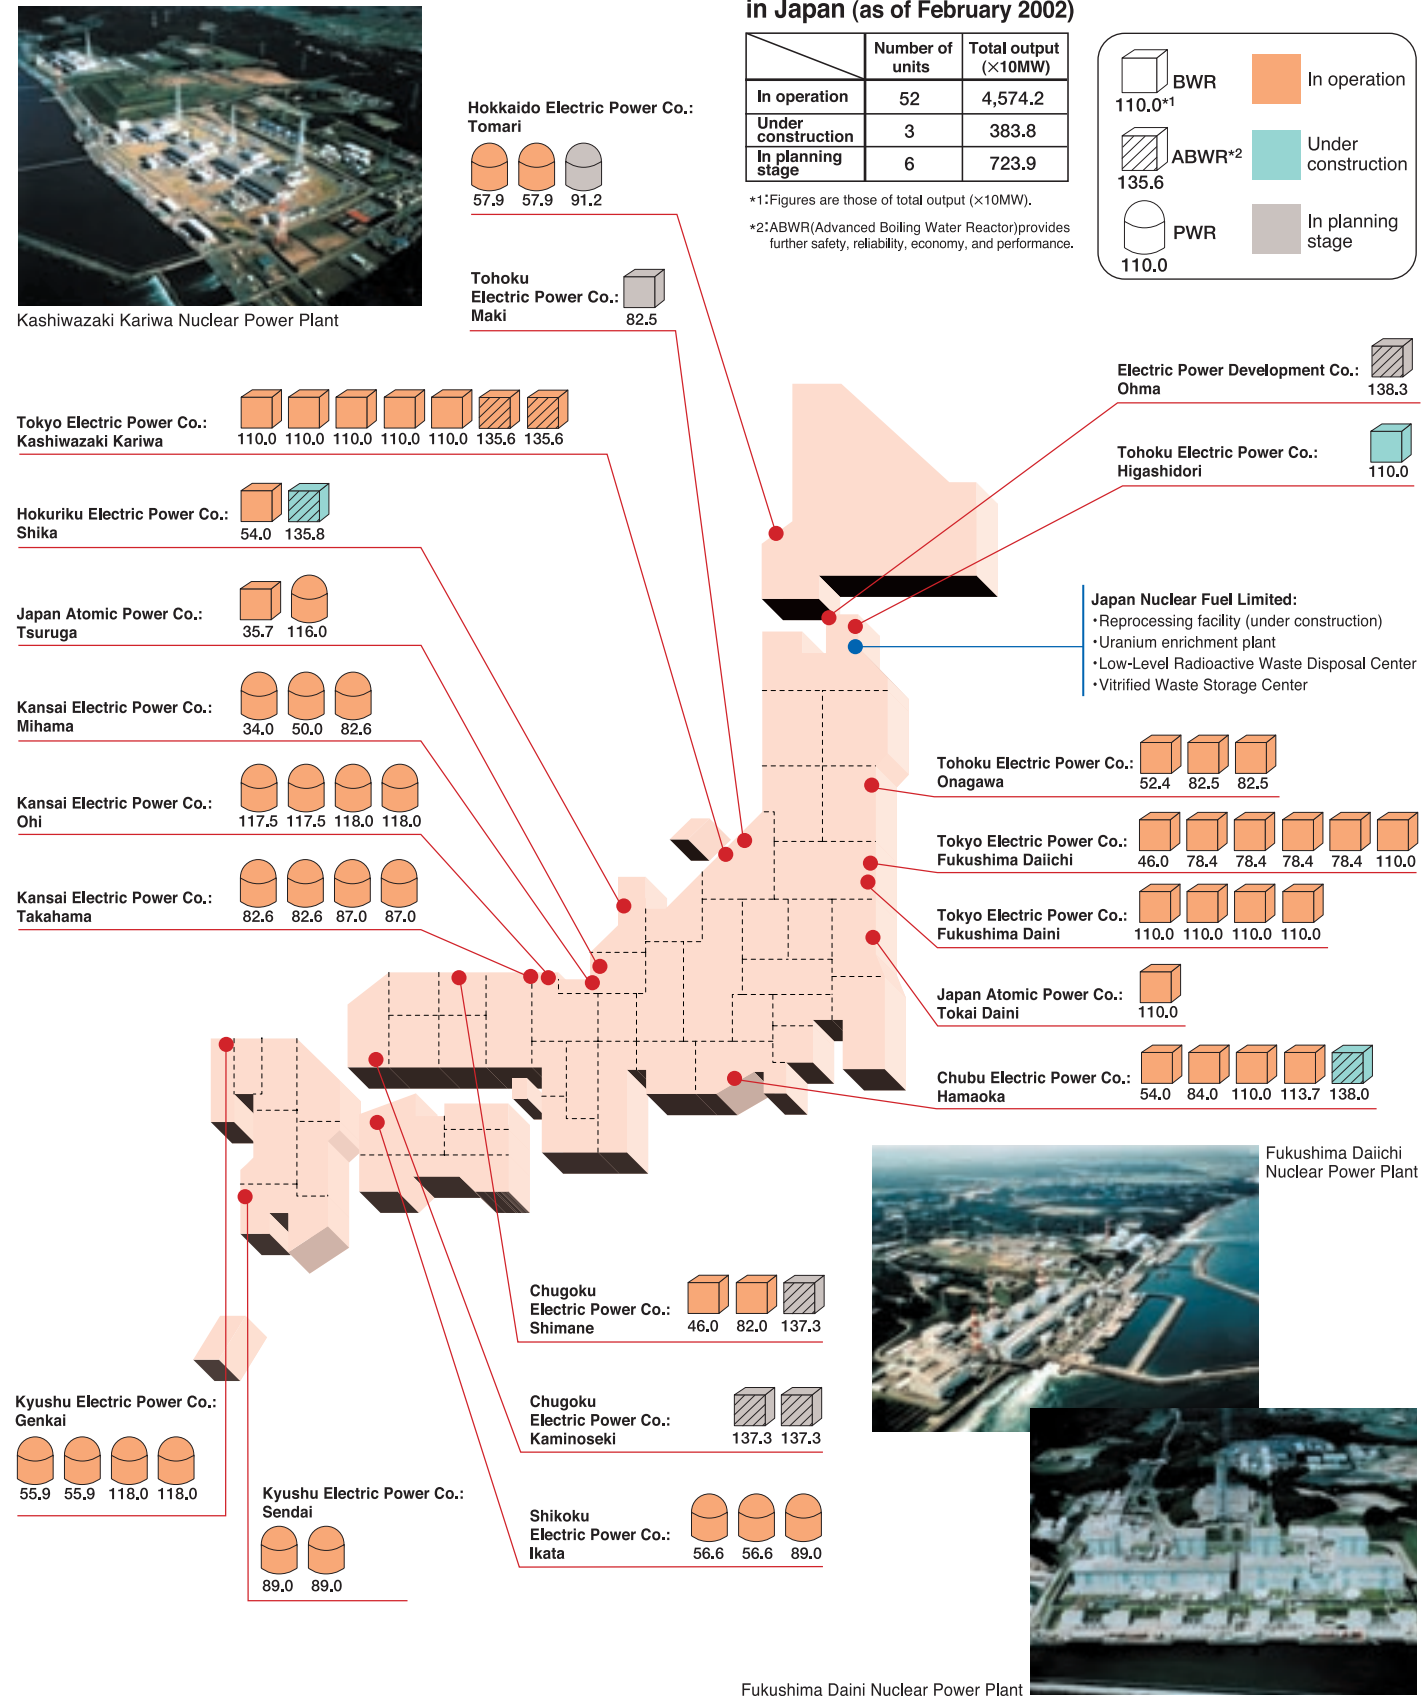 in Japan (as of February 2002)
Number of units
Total output (×10MW)
In operation 52 4,574.2
Under construction 3 383.8
In planning stage 6 723.9
*1:Figures are those of total output (×10MW).
*2:ABWR(Advanced Boiling Water Reactor)provides
further safety, reliability, economy, and performance.
BWR
110.0*1
ABWR*2
135.6
PWR
110.0
In operation
Under
construction
In planning
stage
Kashiwazaki Kariwa Nuclear Power Plant
Hokkaido Electric Power Co.:
Tomari
57.9 57.9 91.2
Tohoku
Electric Power Co.:
Maki
82.5
Tokyo Electric Power Co.:
Kashiwazaki Kariwa
110.0 110.0 110.0 110.0 110.0 135.6 135.6
Hokuriku Electric Power Co.:
Shika
54.0 135.8
Japan Atomic Power Co.:
Tsuruga
35.7 116.0
Kansai Electric Power Co.:
Mihama
34.0 50.0 82.6
Kansai Electric Power Co.:
Ohi
117.5 117.5 118.0 118.0
Kansai Electric Power Co.:
Takahama
82.6 82.6 87.0 87.0
Electric Power Development Co.:
Ohma
138.3
Tohoku Electric Power Co.:
Higashidori
110.0
Japan Nuclear Fuel Limited:
•Reprocessing facility (under construction)
•Uranium enrichment plant
•Low-Level Radioactive Waste Disposal Center
•Vitrified Waste Storage Center
Tohoku Electric Power Co.:
Onagawa
52.4 82.5 82.5
Tokyo Electric Power Co.:
Fukushima Daiichi
46.0 78.4 78.4 78.4 78.4 110.0
Tokyo Electric Power Co.:
Fukushima Daini
110.0 110.0 110.0 110.0
Japan Atomic Power Co.:
Tokai Daini
110.0
Chubu Electric Power Co.:
Hamaoka
54.0 84.0 110.0 113.7 138.0
Fukushima Daiichi
Nuclear Power Plant
Chugoku
Electric Power Co.:
Shimane
46.0 82.0 137.3
Chugoku
Electric Power Co.:
Kaminoseki
137.3 137.3
Shikoku
Electric Power Co.:
Ikata
56.6 56.6 89.0
Kyushu Electric Power Co.:
Genkai
55.9 55.9 118.0 118.0
Kyushu Electric Power Co.:
Sendai
89.0 89.0
Fukushima Daini Nuclear Power Plant